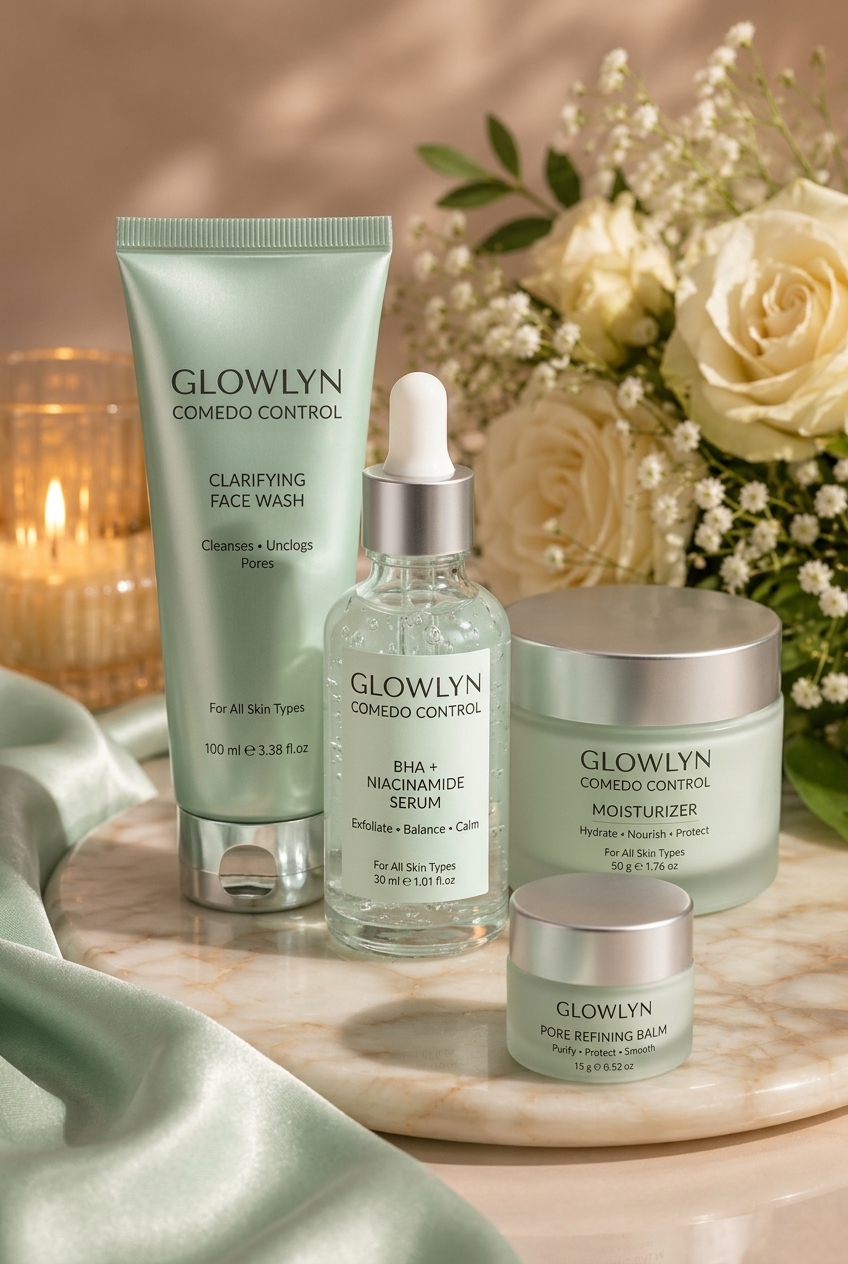 GLOWLYN
COMEDO CONTROL
CLARIFYING
FACE WASH
Cleanses • Unclogs
Pores
For All Skin Types
100 ml ℮ 3.38 fl.oz
GLOWLYN
COMEDO CONTROL
BHA +
NIACINAMIDE
SERUM
Exfoliate • Balance • Calm
For All Skin Types
30 ml ℮ 1.01 fl.oz
GLOWLYN
COMEDO CONTROL
MOISTURIZER
Hydrate • Nourish • Protect
For All Skin Types
50 g ℮ 1.76 oz
GLOWLYN
PORE REFINING BALM
Purify • Protect • Smooth
15 g ℮ 6.52 oz